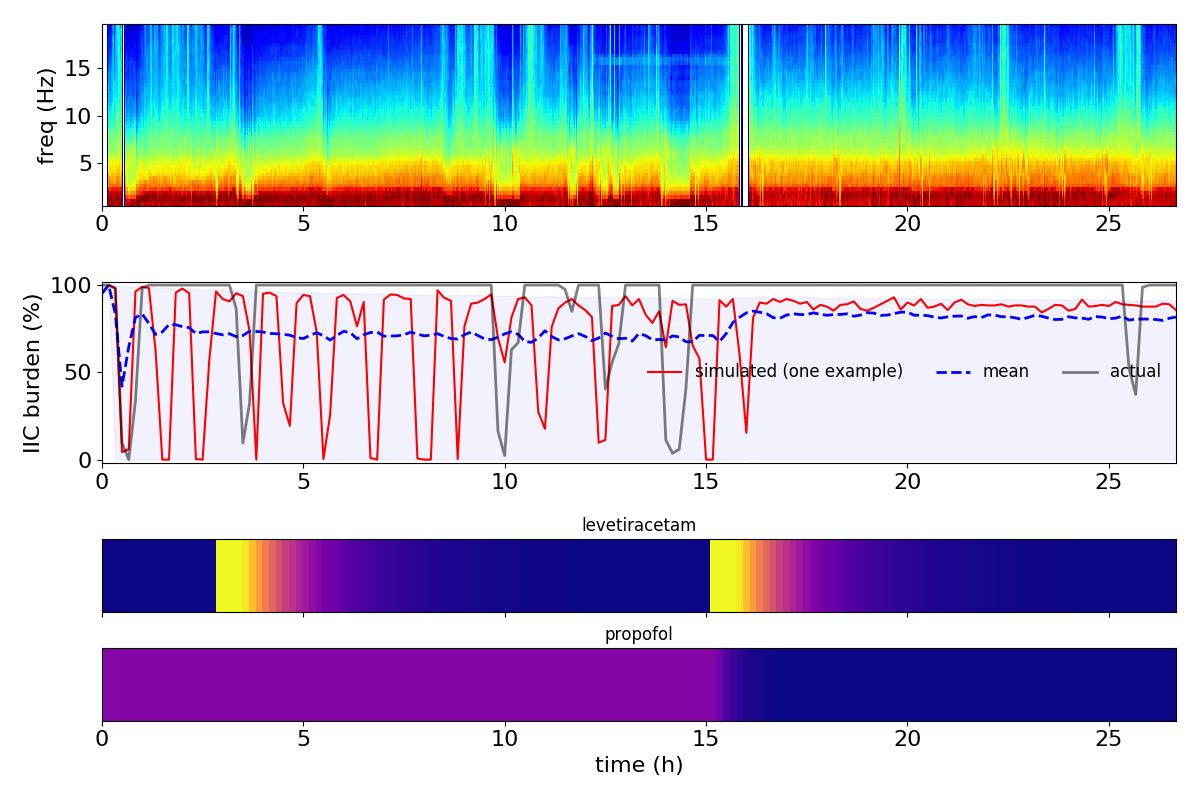 freq (Hz)
15
10
5
0 5 10 15 20 25
IIC burden (%)
100
50
0
simulated (one example) mean actual
0 5 10 15 20 25
levetiracetam
propofol
0 5 10 15 20 25
time (h)